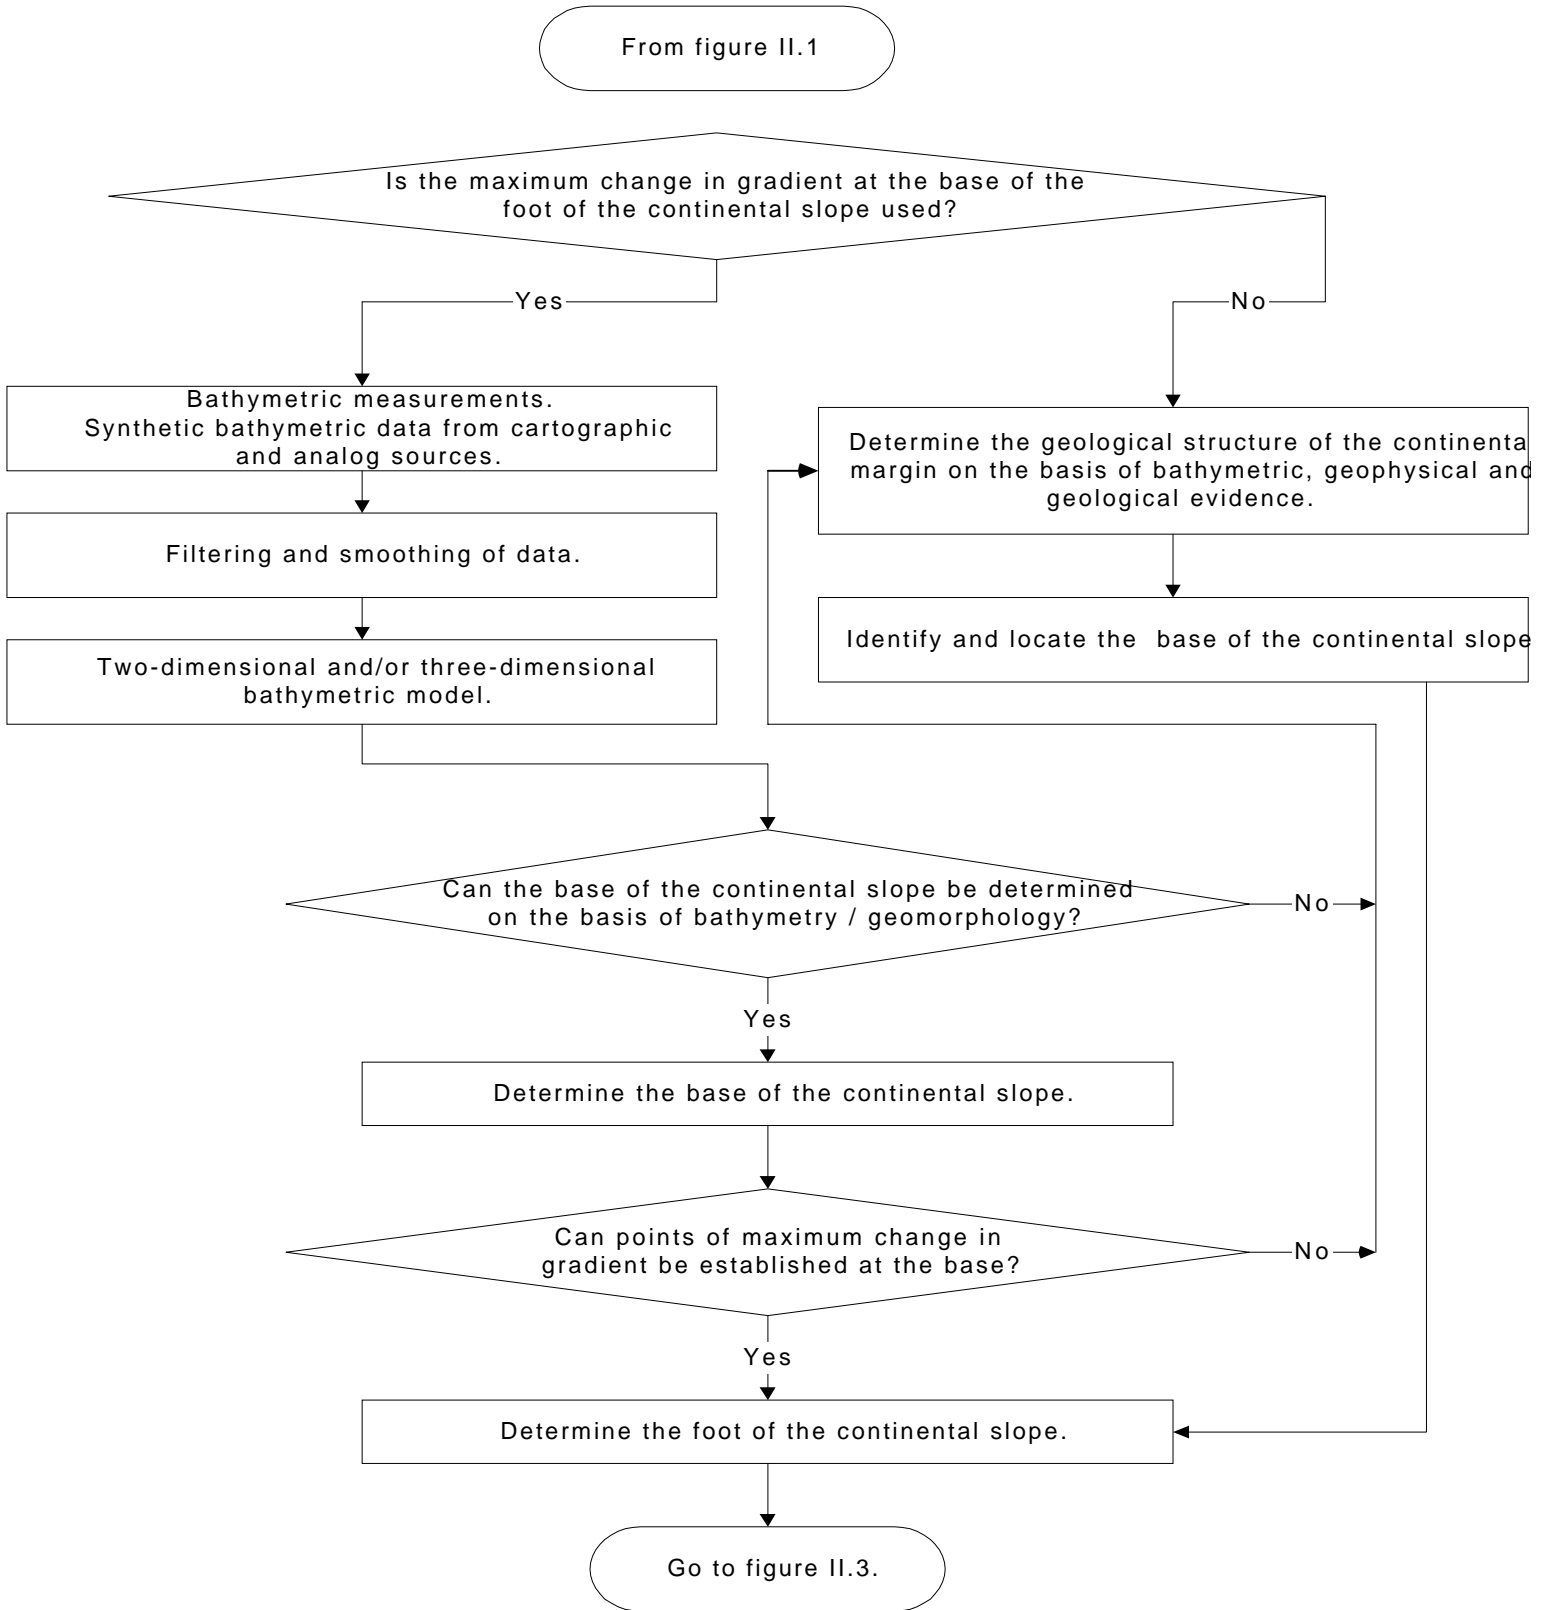 From figure II.1
Is the maximum change in gradient at the base of the
foot of the continental slope used?
Yes
No
Bathymetric measurements.
Synthetic bathymetric data from cartographic
and analog sources.
Determine the geological structure of the continenta
margin on the basis of bathymetric, geophysical and
geological evidence.
Filtering and smoothing of data.
Identify and locate the base of the continental slope
Two-dimensional and/or three-dimensional
bathymetric model.
Can the base of the continental slope be determined
on the basis of bathymetry / geomorphology?
No
Yes
Determine the base of the continental slope.
Can points of maximum change in
gradient be established at the base?
No
Yes
Determine the foot of the continental slope.
Go to figure II.3.